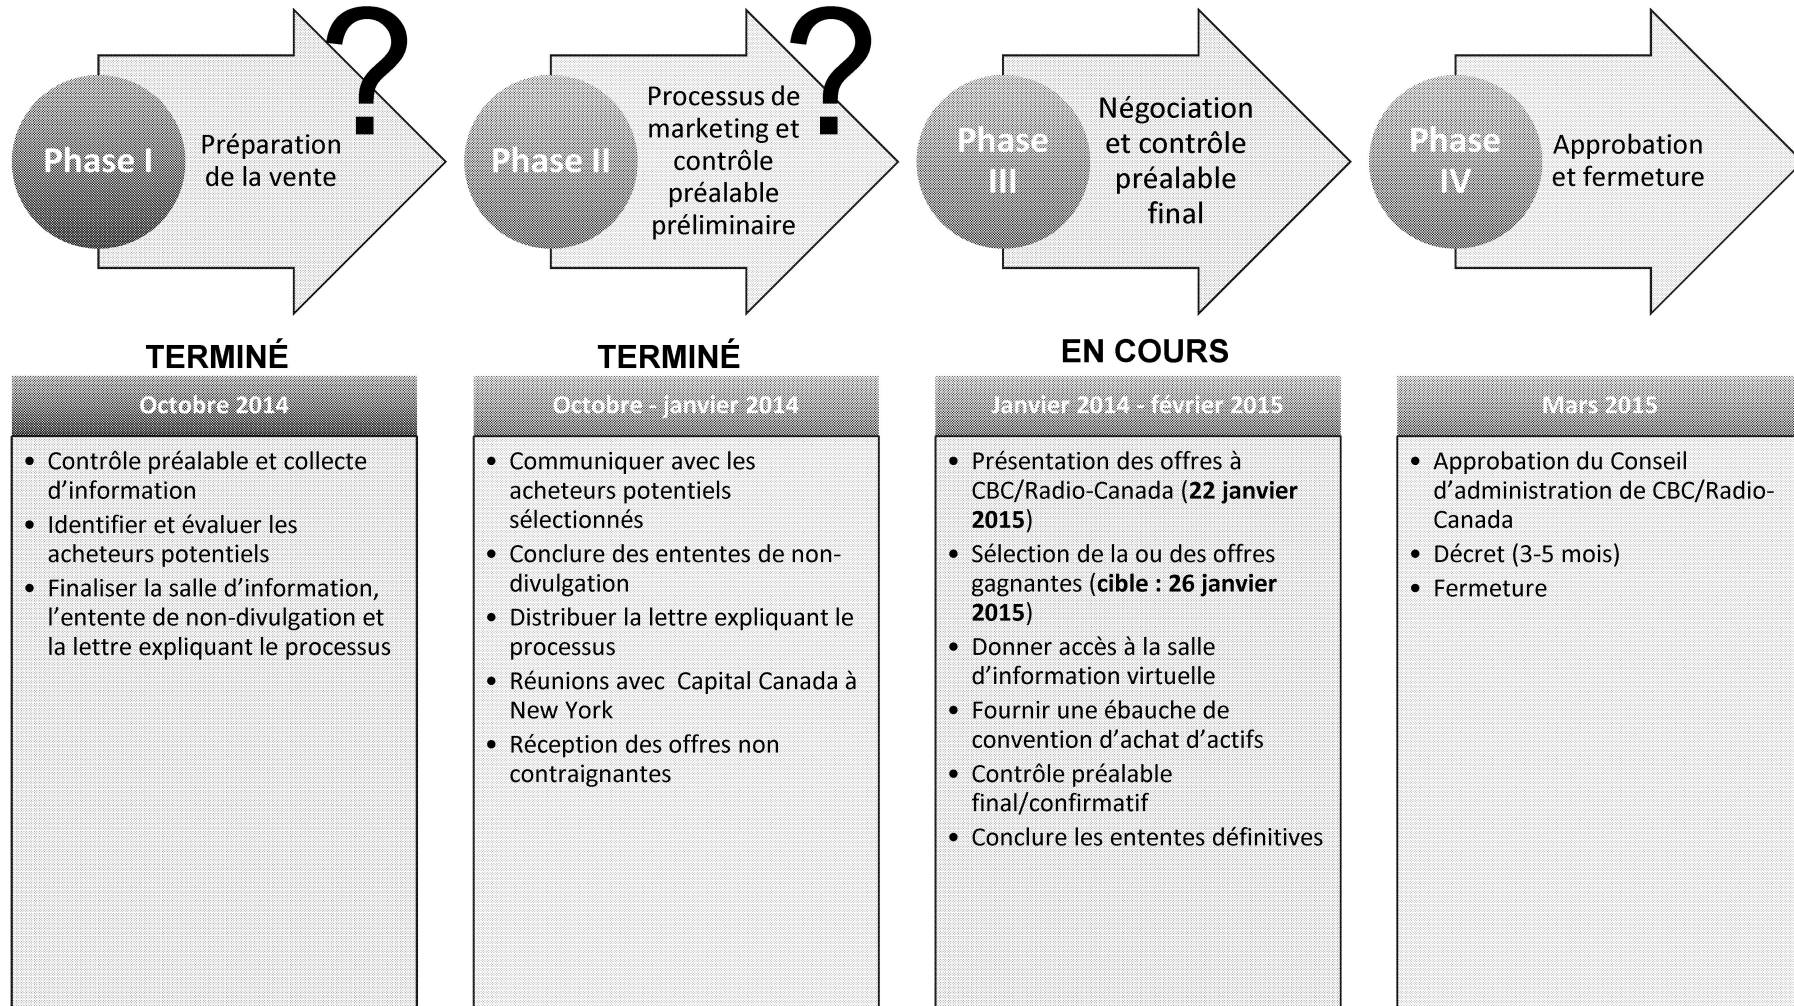 ?
?
Phase I
Préparation
de la vente
Phase II
Processus de
marketing et
contrôle
préalable
préliminaire
Phase
III
Négociation
et contrôle
préalable
final
Phase
IV
Approbation
et fermeture
TERMINÉ
Octobre 2014
• Contrôle préalable et collecte
d’information
• Identifier et évaluer les
acheteurs potentiels
• Finaliser la salle d’information,
l’entente de non-divulgation et
la lettre expliquant le processus
TERMINÉ
Octobre - janvier 2014
• Communiquer avec les
acheteurs potentiels
sélectionnés
• Conclure des ententes de non-
divulgation
• Distribuer la lettre expliquant le
processus
• Réunions avec Capital Canada à
New York
• Réception des offres non
contraignantes
EN COURS
Janvier 2014 - février 2015
• Présentation des offres à
CBC/Radio-Canada (22 janvier
2015)
• Sélection de la ou des offres
gagnantes (cible : 26 janvier
2015)
• Donner accès à la salle
d’information virtuelle
• Fournir une ébauche de
convention d’achat d’actifs
• Contrôle préalable
final/confirmatif
• Conclure les ententes définitives
Mars 2015
• Approbation du Conseil
d’administration de CBC/Radio-
Canada
• Décret (3-5 mois)
• Fermeture